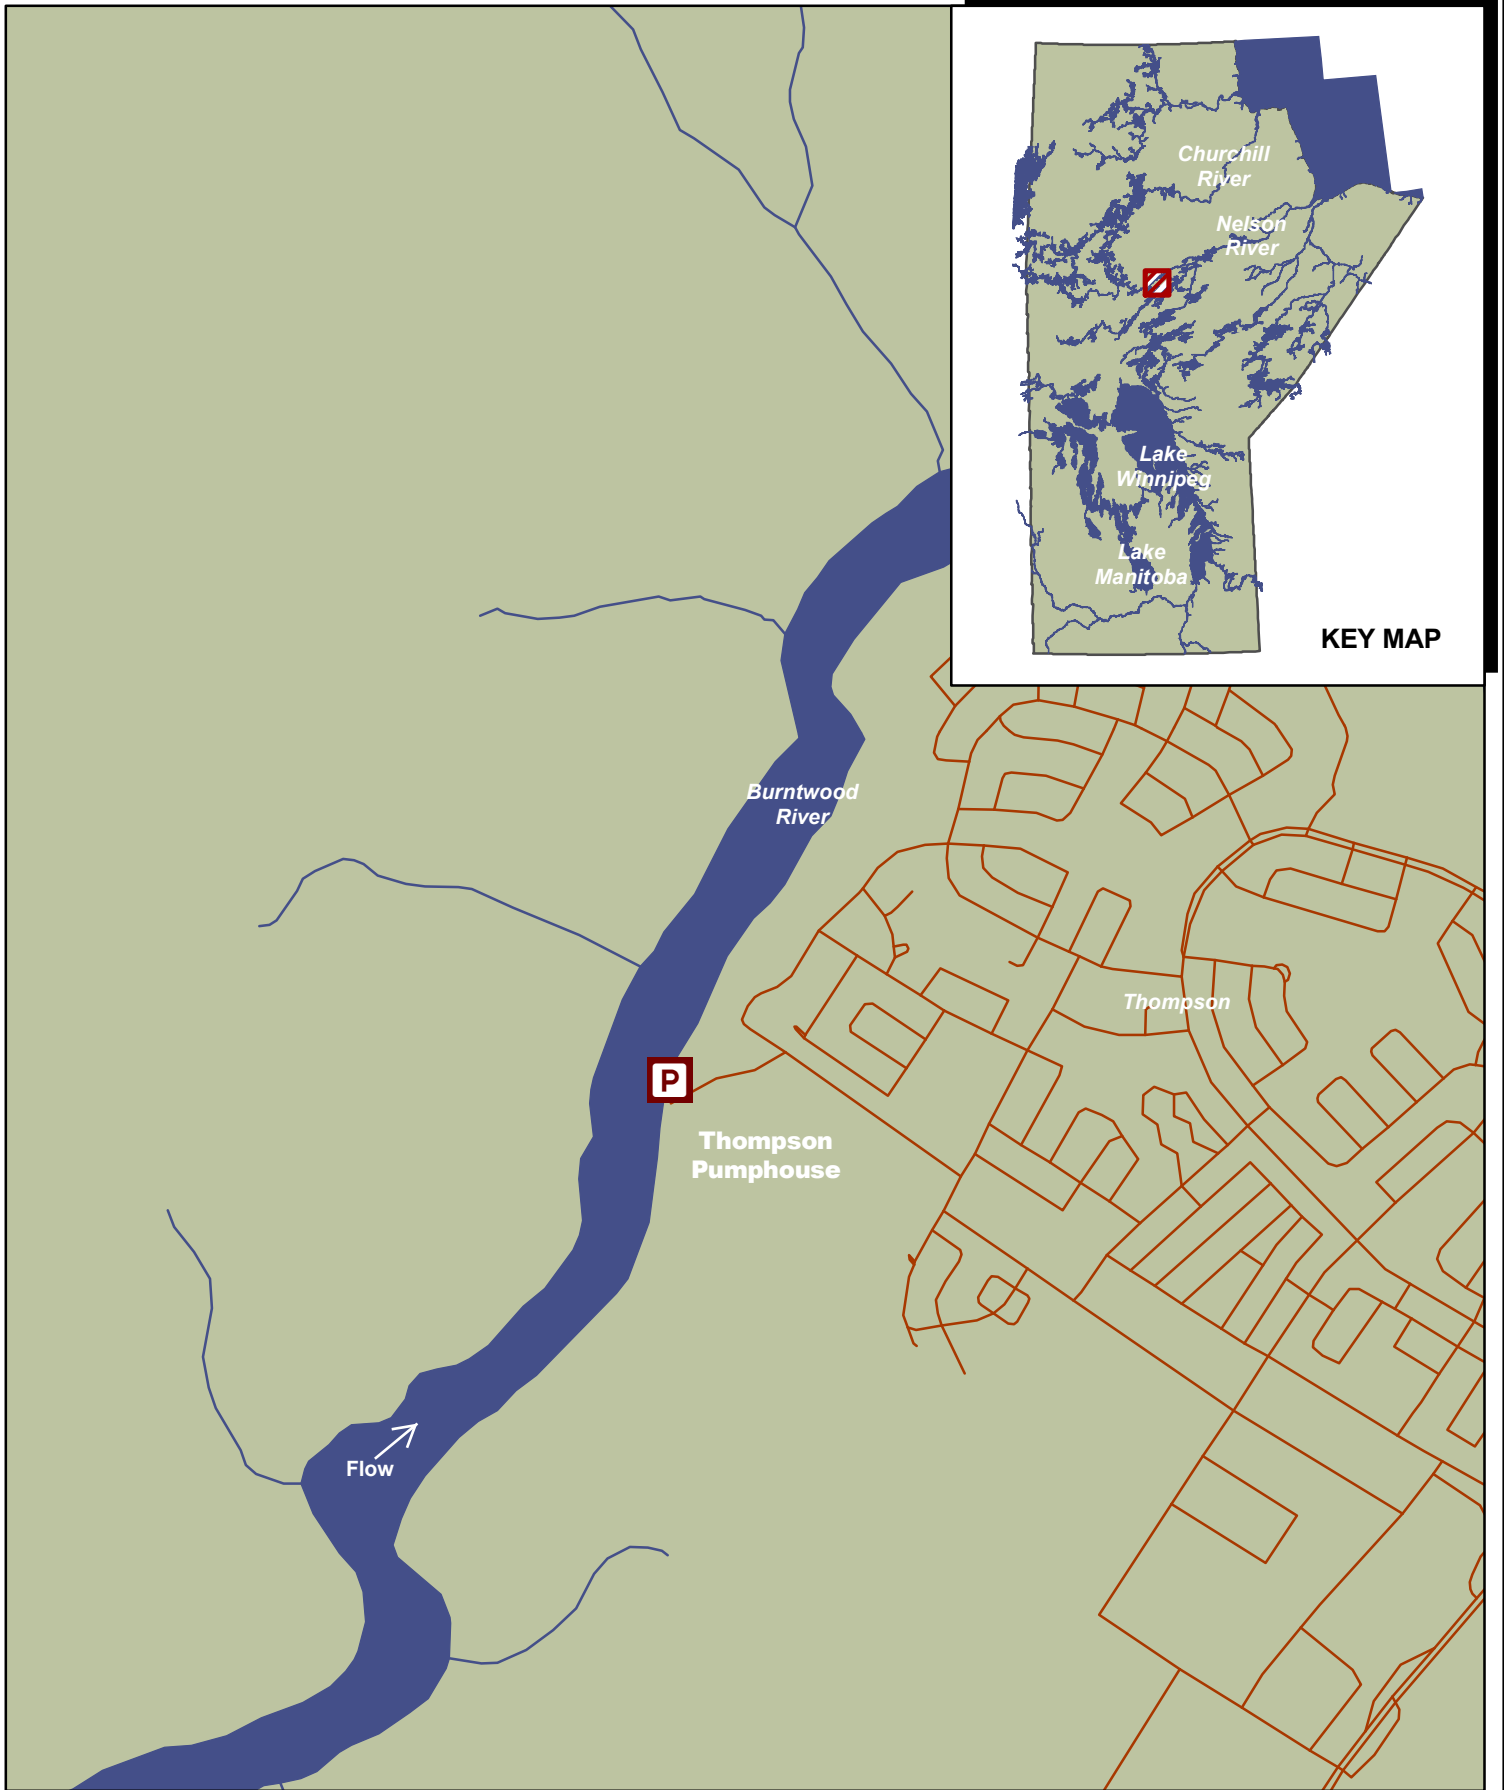 Churchill
River
Nelson
River
Lake
Winnipeg
Lake
Manitoba
KEY MAP
Burntwood
River
Thompson
P
Thompson
Pumphouse
Flow